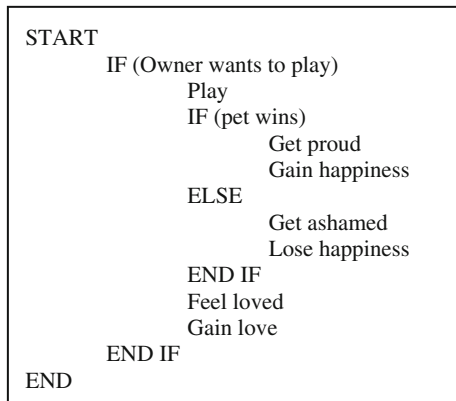 START
IF (Owner wants to play)
Play
IF (pet wins)
Get proud
Gain happiness
ELSE
Get ashamed
Lose happiness
END IF
Feel loved
Gain love
END IF
END